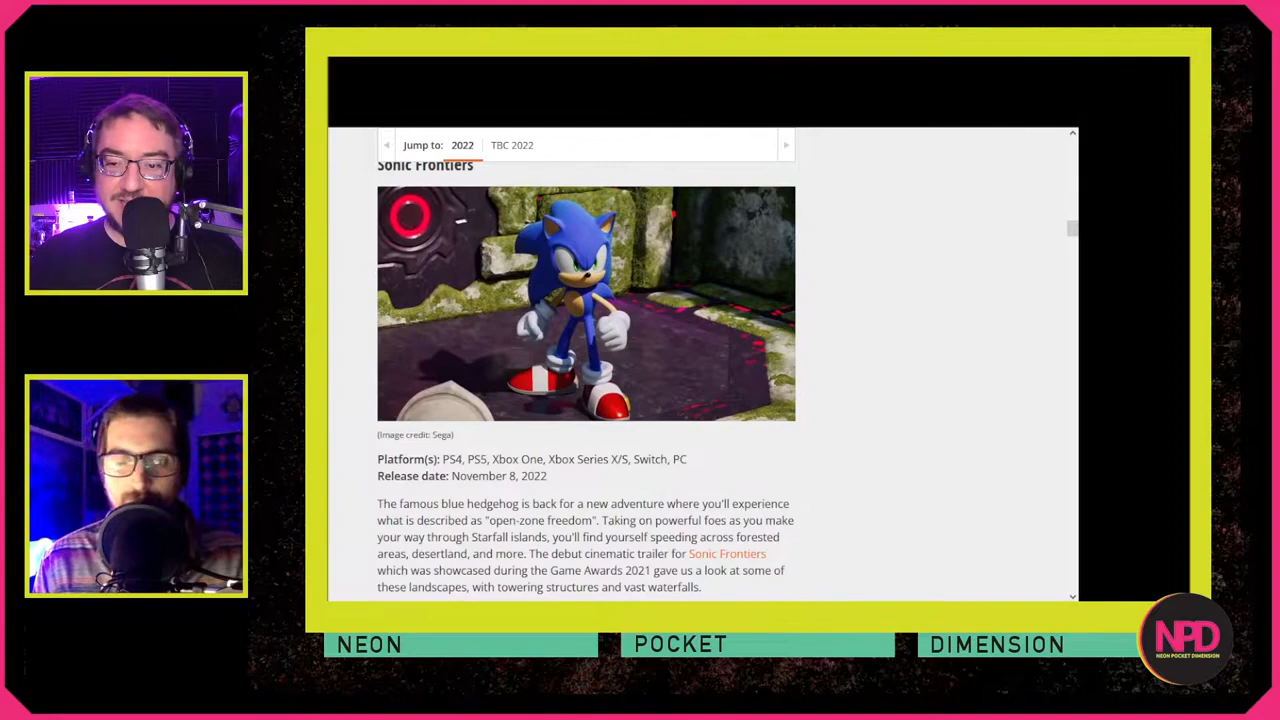 Jump to: 2022 TBC 2022
Sonic Frontiers
(Image credit: Sega)
Platform(s): PS4, PS5, Xbox One, Xbox Series X/S, Switch, PC
Release date: November 8, 2022
The famous blue hedgehog is back for a new adventure where you'll experience
what is described as "open-zone freedom". Taking on powerful foes as you make
your way through Starfall islands, you'll find yourself speeding across forested
areas, desertland, and more. The debut cinematic trailer for Sonic Frontiers
which was showcased during the Game Awards 2021 gave us a look at some of
these landscapes, with towering structures and vast waterfalls.
NEON POCKET DIMENSION
NPD
NEON POCKET DIMENSION